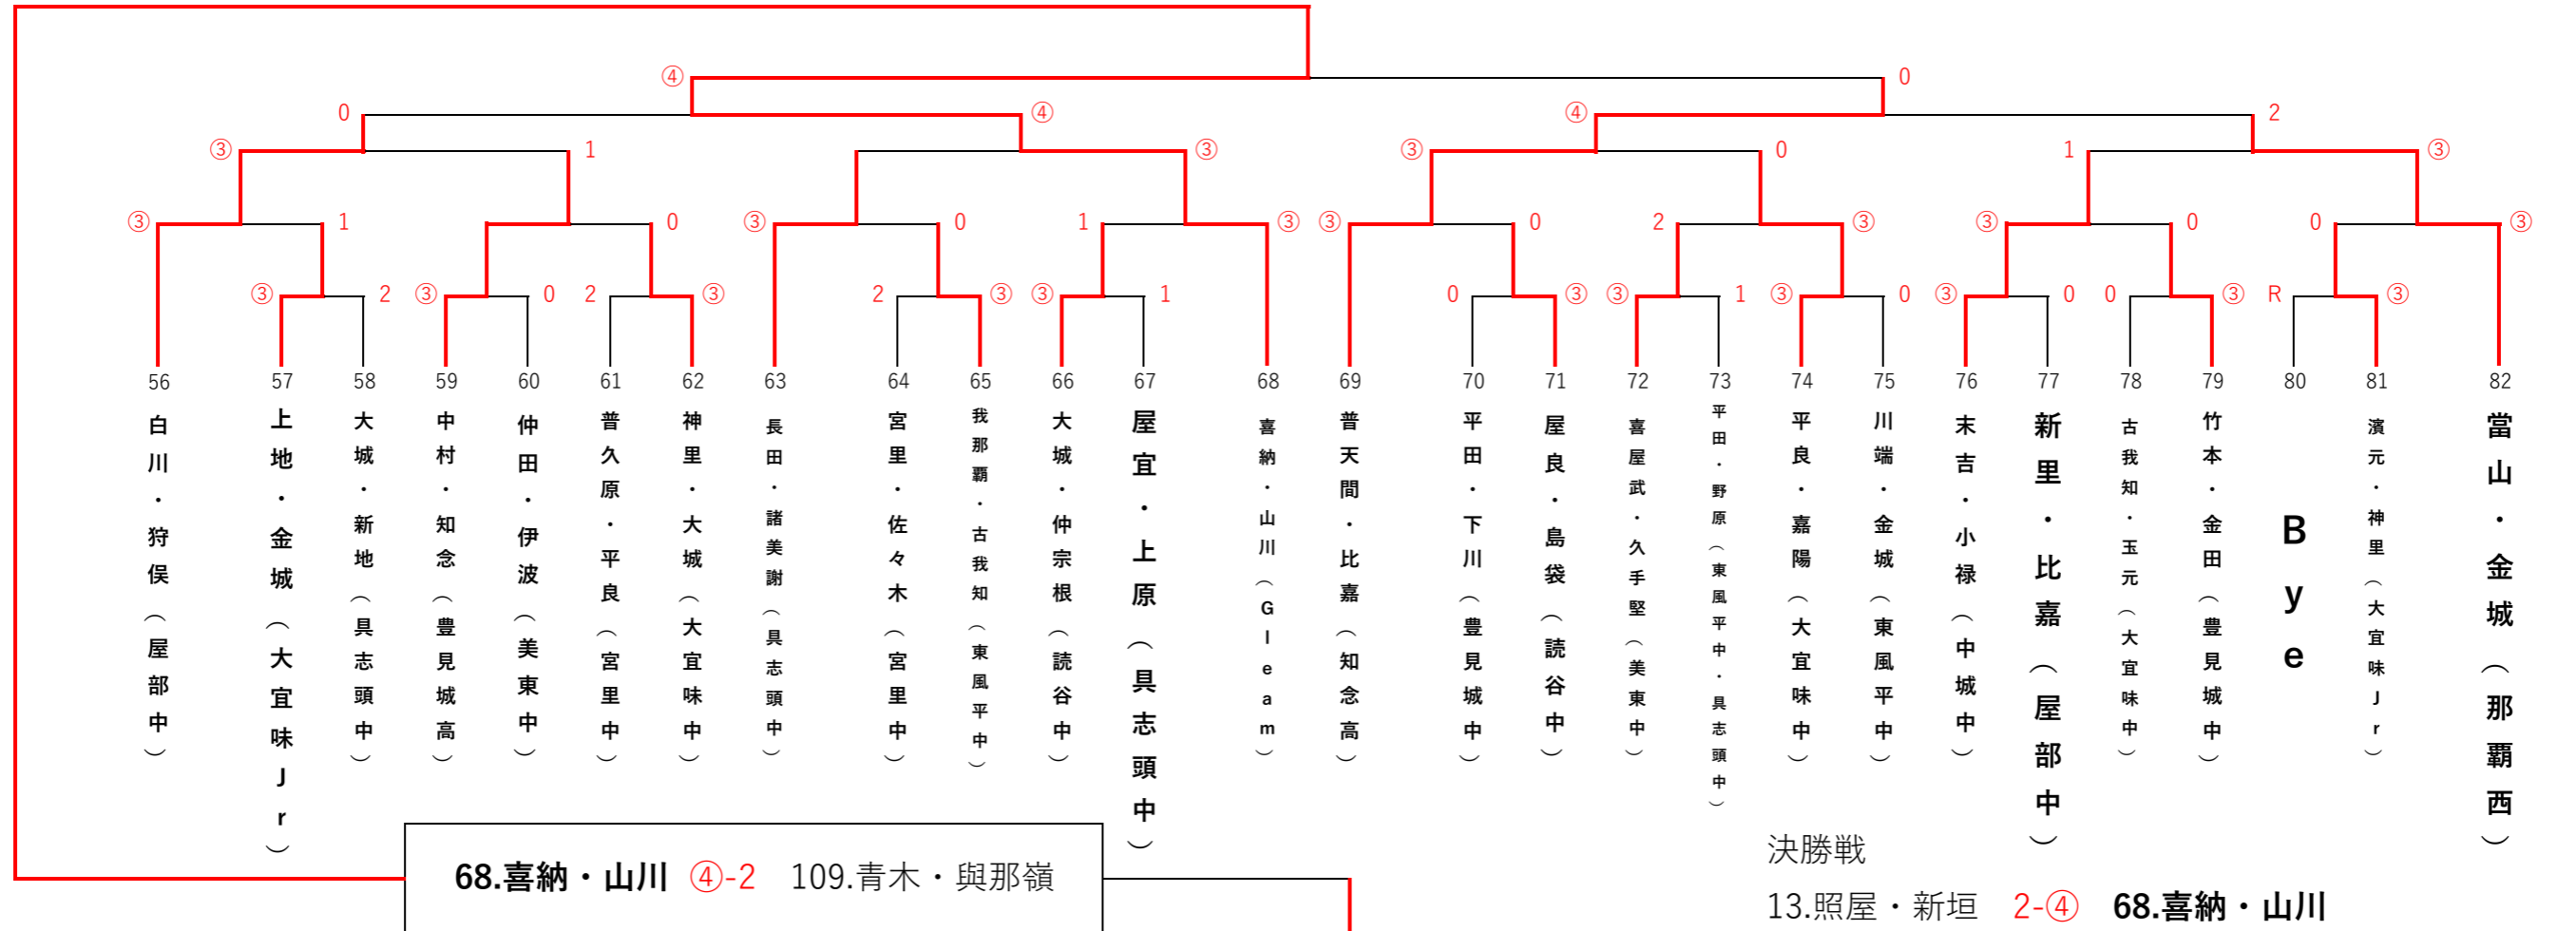 ④ 0
0 ④ ④ 2
③ 1 ③ ③ 0 1 ③
③ 1 0 ③ 0 1 ③ ③ 0 2 ③ ③ 0 0 ③
③ 2 ③ 0 2 ③ 2 ③ ③ 1 0 ③ ③ 1 ③ 0 ③ 0 0 ③ R ③
56 57 58 59 60 61 62 63 64 65 66 67 68 69 70 71 72 73 74 75 76 77 78 79 80 81 82
白川・狩俣(屋部中)
上地・金城(大宜味Jr)
大城・新地(具志頭中)
中村・知念(豊見城高)
仲田・伊波(美東中)
普久原・平良(宮里中)
神里・大城(大宜味中)
長田・諸美謝(具志頭中)
宮里・佐々木(宮里中)
我那覇・古我知(東風平中)
大城・仲宗根(読谷中)
屋宜・上原(具志頭中)
喜納・山川(Gleam)
普天間・比嘉(知念高)
平田・下川(豊見城中)
屋良・島袋(読谷中)
喜屋武・久手堅(美東中)
平田・野原(東風平中・具志頭中)
平良・嘉陽(大宜味中)
川端・金城(東風平中)
末吉・小禄(中城中)
新里・比嘉(屋部中)
古我知・玉元(大宜味中)
竹本・金田(豊見城中)
Bye
濱元・神里(大宜味Jr)
當山・金城(那覇西)
68.喜納・山川 ④-2 109.青木・與那嶺
決勝戦
13.照屋・新垣 2-④ 68.喜納・山川